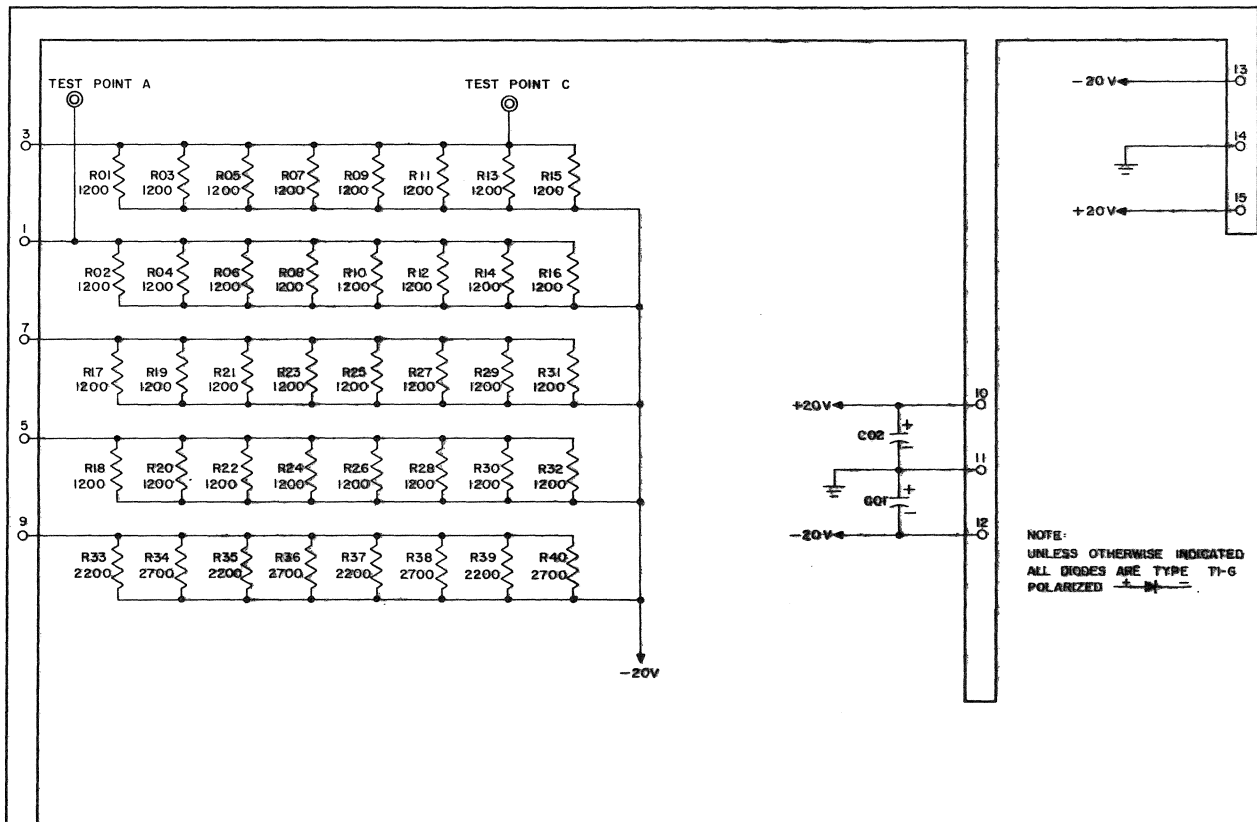 TEST POINT A
TEST POINT C
3
R01 R03 R05 R07 R09 R11 R13 R15
1200 1200 1200 1200 1200 1200 1200 1200
1
R02 R04 R06 R08 R10 R12 R14 R16
1200 1200 1200 1200 1200 1200 1200 1200
7
R17 R19 R21 R23 R25 R27 R29 R31
1200 1200 1200 1200 1200 1200 1200 1200
5
R18 R20 R22 R24 R26 R28 R30 R32
1200 1200 1200 1200 1200 1200 1200 1200
9
R33 R34 R35 R36 R37 R38 R39 R40
2200 2700 2200 2700 2200 2700 2200 2700
-20V
+20V
10
C02
+
-
11
C01
+
-
-20V
12
-20V
13
14
+20V
15
NOTE:
UNLESS OTHERWISE INDICATED
ALL DIODES ARE TYPE TI-G
POLARIZED + -